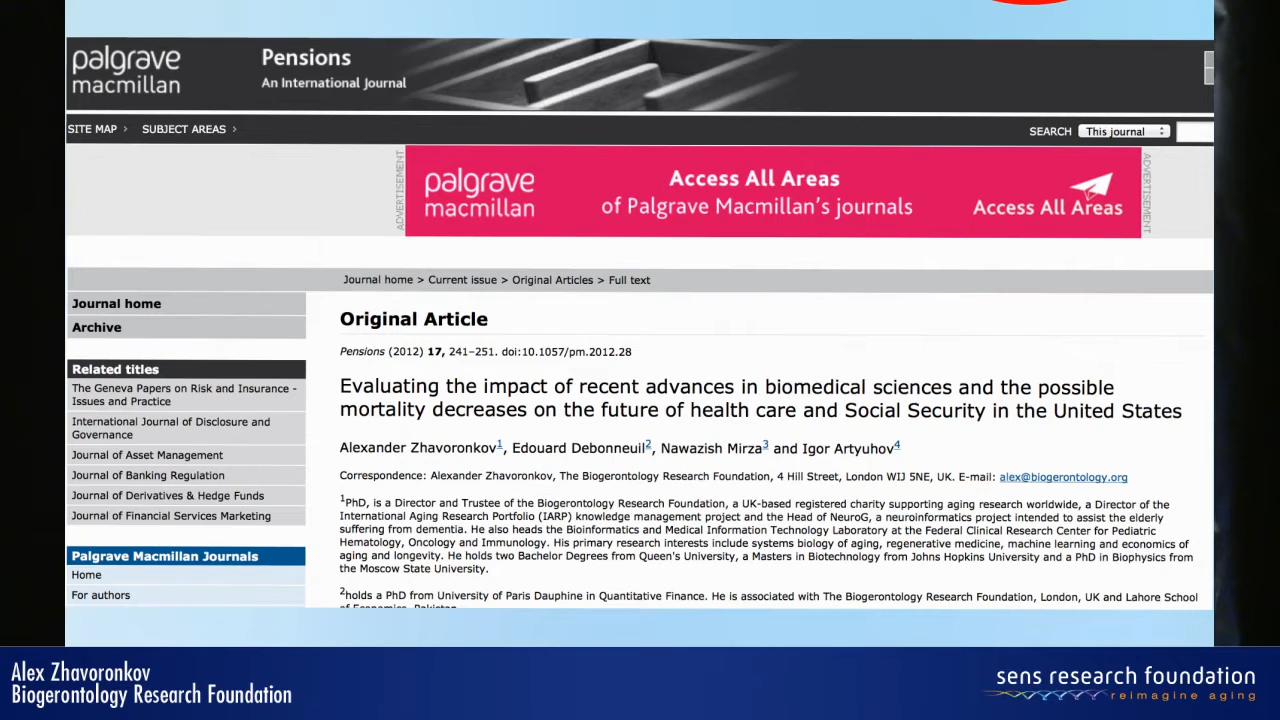 palgrave
macmillan
Pensions
An International Journal
SITE MAP > SUBJECT AREAS >
SEARCH This journal
ADVERTISEMENT
palgrave
macmillan
Access All Areas
of Palgrave Macmillan's journals
Access All Areas
ADVERTISEMENT
Journal home > Current issue > Original Articles > Full text
Journal home
Archive
Related titles
The Geneva Papers on Risk and Insurance -
Issues and Practice
International Journal of Disclosure and
Governance
Journal of Asset Management
Journal of Banking Regulation
Journal of Derivatives & Hedge Funds
Journal of Financial Services Marketing
Palgrave Macmillan Journals
Home
For authors
Original Article
Pensions (2012) 17, 241–251. doi:10.1057/pm.2012.28
Evaluating the impact of recent advances in biomedical sciences and the possible
mortality decreases on the future of health care and Social Security in the United States
Alexander Zhavoronkov1, Edouard Debonneuil2, Nawazish Mirza3 and Igor Artyuhov4
Correspondence: Alexander Zhavoronkov, The Biogerontology Research Foundation, 4 Hill Street, London W1J 5NE, UK. E-mail: alex@biogerontology.org
1PhD, is a Director and Trustee of the Biogerontology Research Foundation, a UK-based registered charity supporting aging research worldwide, a Director of the
International Aging Research Portfolio (IARP) knowledge management project and the Head of NeuroG, a neuroinformatics project intended to assist the elderly
suffering from dementia. He also heads the Bioinformatics and Medical Information Technology Laboratory at the Federal Clinical Research Center for Pediatric
Hematology, Oncology and Immunology. His primary research interests include systems biology of aging, regenerative medicine, machine learning and economics of
aging and longevity. He holds two Bachelor Degrees from Queen's University, a Masters in Biotechnology from Johns Hopkins University and a PhD in Biophysics from
the Moscow State University.
2holds a PhD from University of Paris Dauphine in Quantitative Finance. He is associated with The Biogerontology Research Foundation, London, UK and Lahore School
of Economics, Pakistan
Alex Zhavoronkov
Biogerontology Research Foundation
sens research foundation
reimagine aging